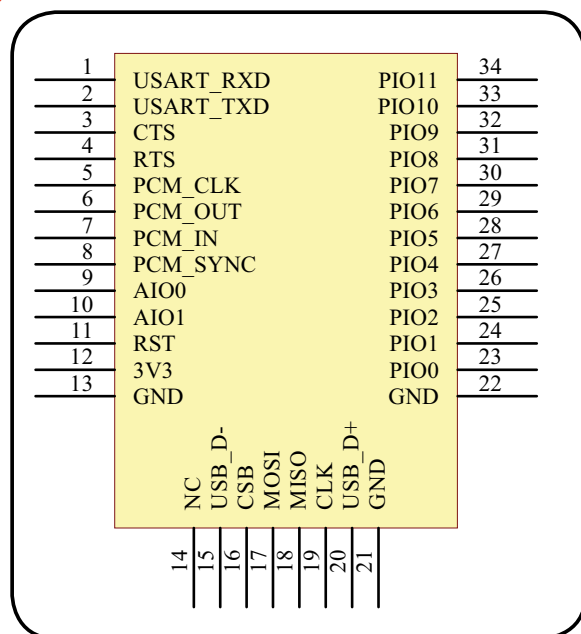 1 USART_RXD PIO11 34
2 USART_TXD PIO10 33
3 CTS PIO9 32
4 RTS PIO8 31
5 PCM_CLK PIO7 30
6 PCM_OUT PIO6 29
7 PCM_IN PIO5 28
8 PCM_SYNC PIO4 27
9 AIO0 PIO3 26
10 AIO1 PIO2 25
11 RST PIO1 24
12 3V3 PIO0 23
13 GND GND 22
NC 14
USB_D- 15
CSB 16
MOSI 17
MISO 18
CLK 19
USB_D+ 20
GND 21